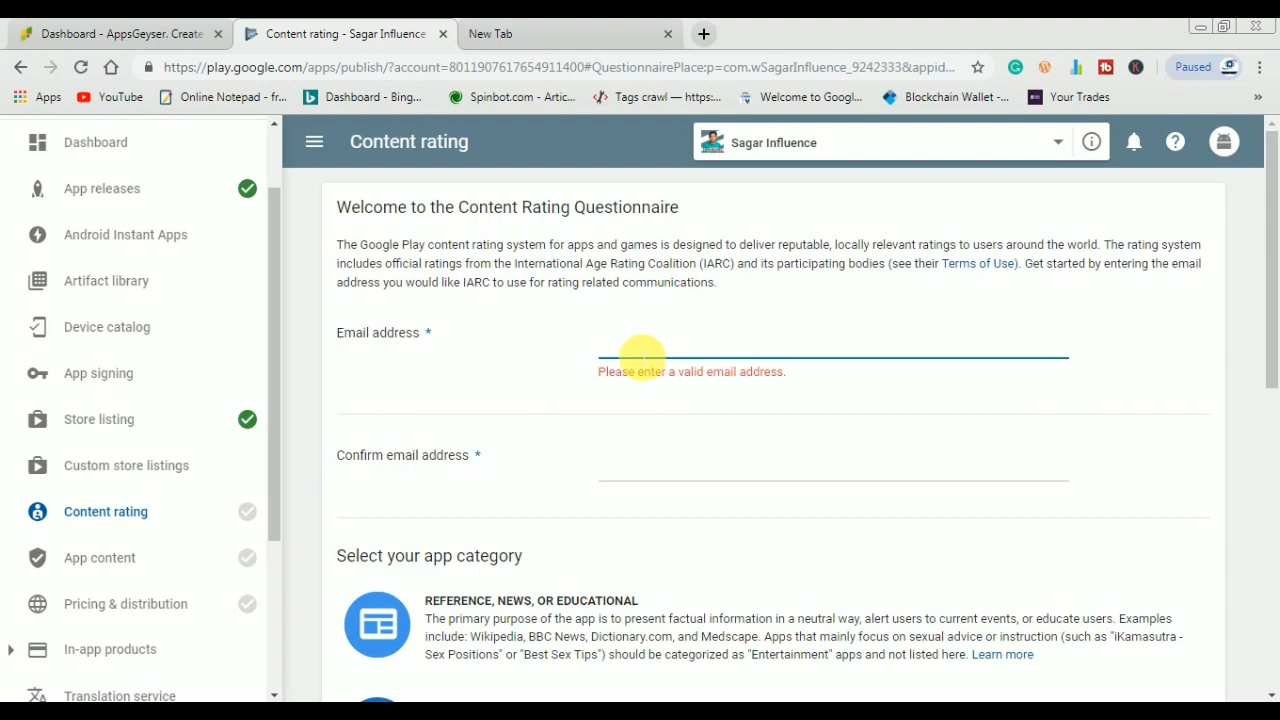 Dashboard - AppsGeyser. Create
Content rating - Sagar Influence
New Tab
https://play.google.com/apps/publish/?account=8011907617654911400#QuestionnairePlace:p=com.wSagarInfluence_9242333&appid...
Paused
Apps
YouTube
Online Notepad - fr...
Dashboard - Bing...
Spinbot.com - Artic...
Tags crawl — https:...
Welcome to Googl...
Blockchain Wallet -...
Your Trades
»
Content rating
Sagar Influence
Dashboard
App releases
Android Instant Apps
Artifact library
Device catalog
App signing
Store listing
Custom store listings
Content rating
App content
Pricing & distribution
In-app products
Translation service
Welcome to the Content Rating Questionnaire
The Google Play content rating system for apps and games is designed to deliver reputable, locally relevant ratings to users around the world. The rating system
includes official ratings from the International Age Rating Coalition (IARC) and its participating bodies (see their Terms of Use). Get started by entering the email
address you would like IARC to use for rating related communications.
Email address *
Please enter a valid email address.
Confirm email address *
Select your app category
REFERENCE, NEWS, OR EDUCATIONAL
The primary purpose of the app is to present factual information in a neutral way, alert users to current events, or educate users. Examples
include: Wikipedia, BBC News, Dictionary.com, and Medscape. Apps that mainly focus on sexual advice or instruction (such as "iKamasutra -
Sex Positions" or "Best Sex Tips") should be categorized as "Entertainment" apps and not listed here. Learn more